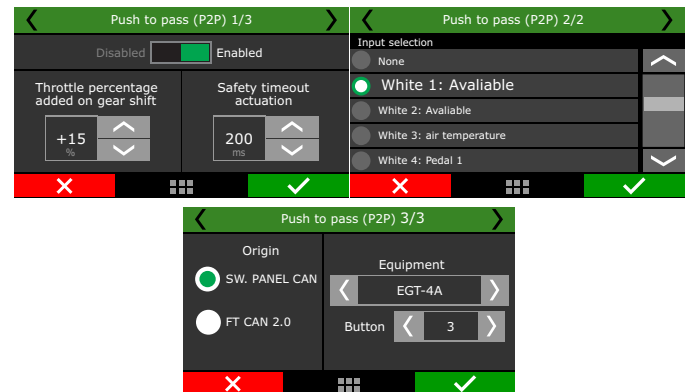 Push to pass (P2P) 1/3
Disabled Enabled
Throttle percentage
added on gear shift
+15
%
Safety timeout
actuation
200
ms
Push to pass (P2P) 2/2
Input selection
None
White 1: Avaliable
White 2: Avaliable
White 3: air temperature
White 4: Pedal 1
Push to pass (P2P) 3/3
Origin
SW. PANEL CAN
FT CAN 2.0
Equipment
EGT-4A
Button 3